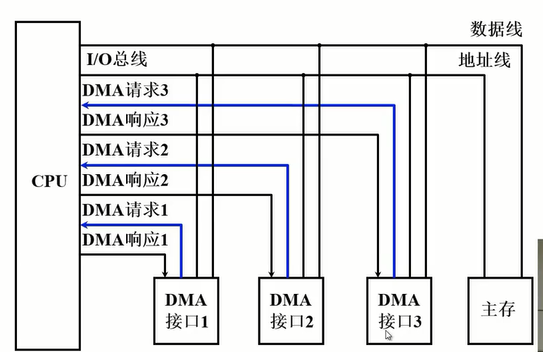 数据线
I/O总线
地址线
DMA请求3
DMA响应3
DMA请求2
DMA响应2
CPU
DMA请求1
DMA响应1
DMA
接口1
DMA
接口2
DMA
接口3
主存